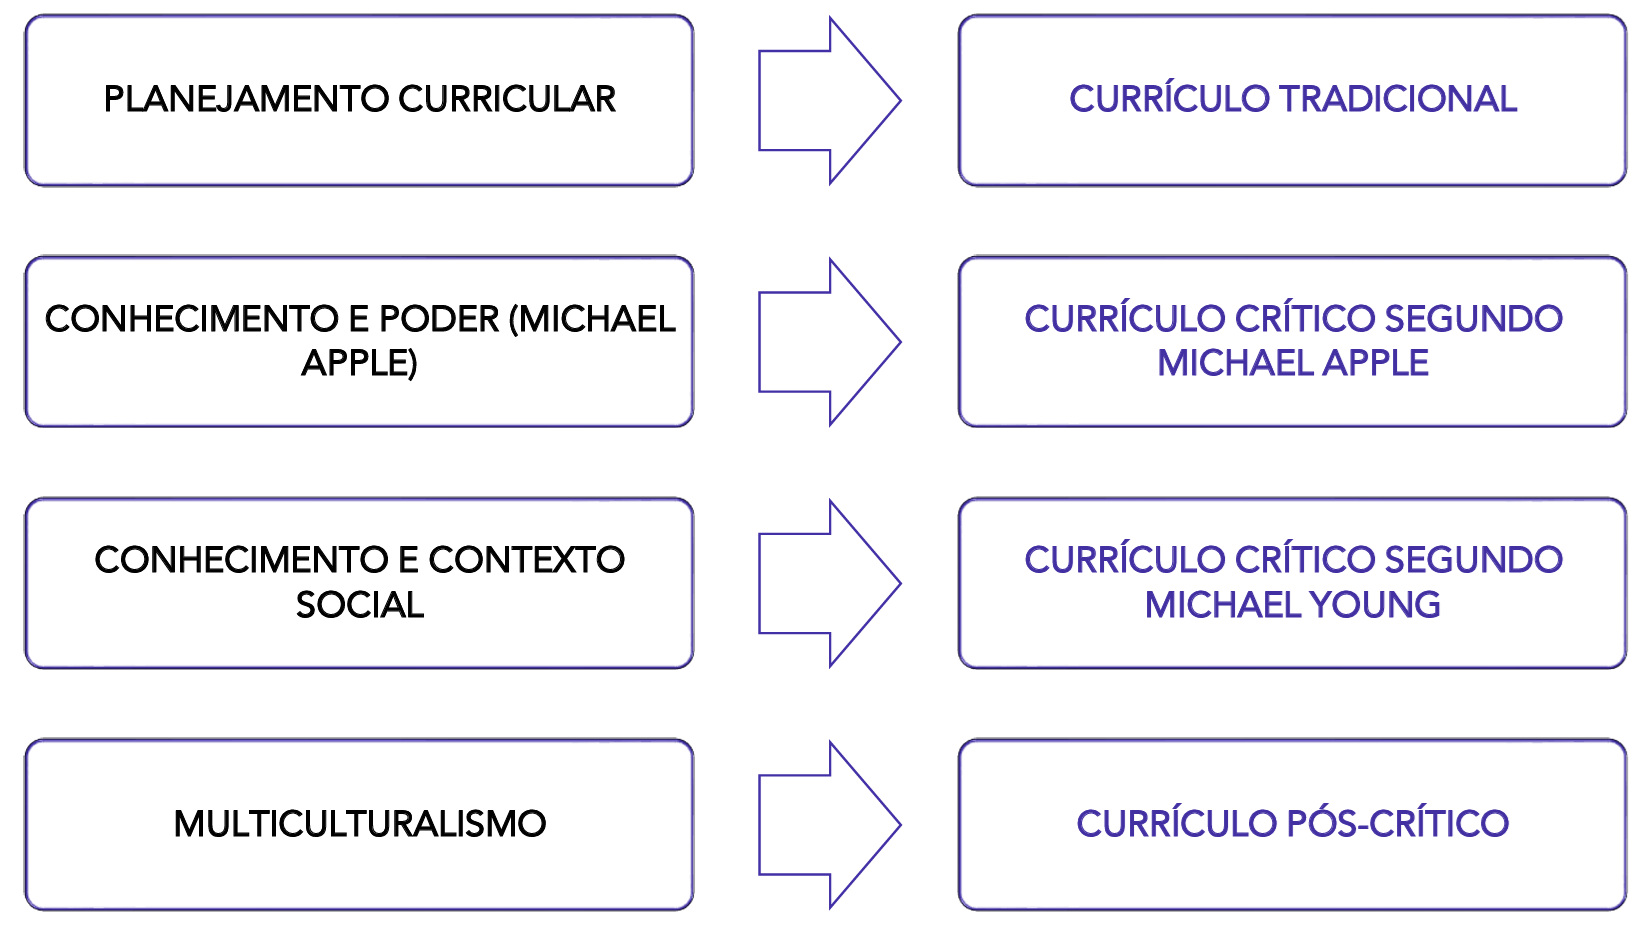 PLANEJAMENTO CURRICULAR
CURRÍCULO TRADICIONAL
CONHECIMENTO E PODER (MICHAEL
APPLE)
CURRÍCULO CRÍTICO SEGUNDO
MICHAEL APPLE
CONHECIMENTO E CONTEXTO
SOCIAL
CURRÍCULO CRÍTICO SEGUNDO
MICHAEL YOUNG
MULTICULTURALISMO
CURRÍCULO PÓS-CRÍTICO